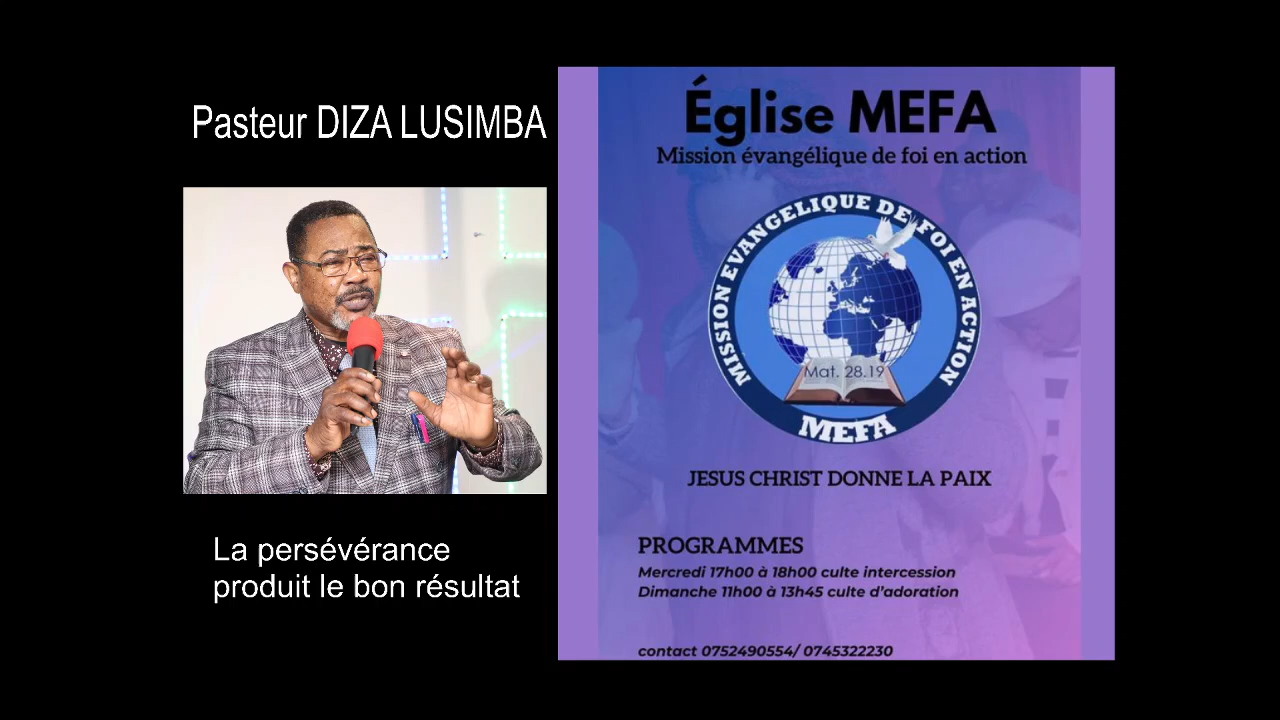 Pasteur DIZA LUSIMBA
La persévérance
produit le bon résultat
Église MEFA
Mission évangélique de foi en action
MISSION EVANGELIQUE DE FOI EN ACTION
Mat. 28.19
MEFA
JESUS CHRIST DONNE LA PAIX
PROGRAMMES
Mercredi 17h00 à 18h00 culte intercession
Dimanche 11h00 à 13h45 culte d'adoration
contact 0752490554/ 0745322230